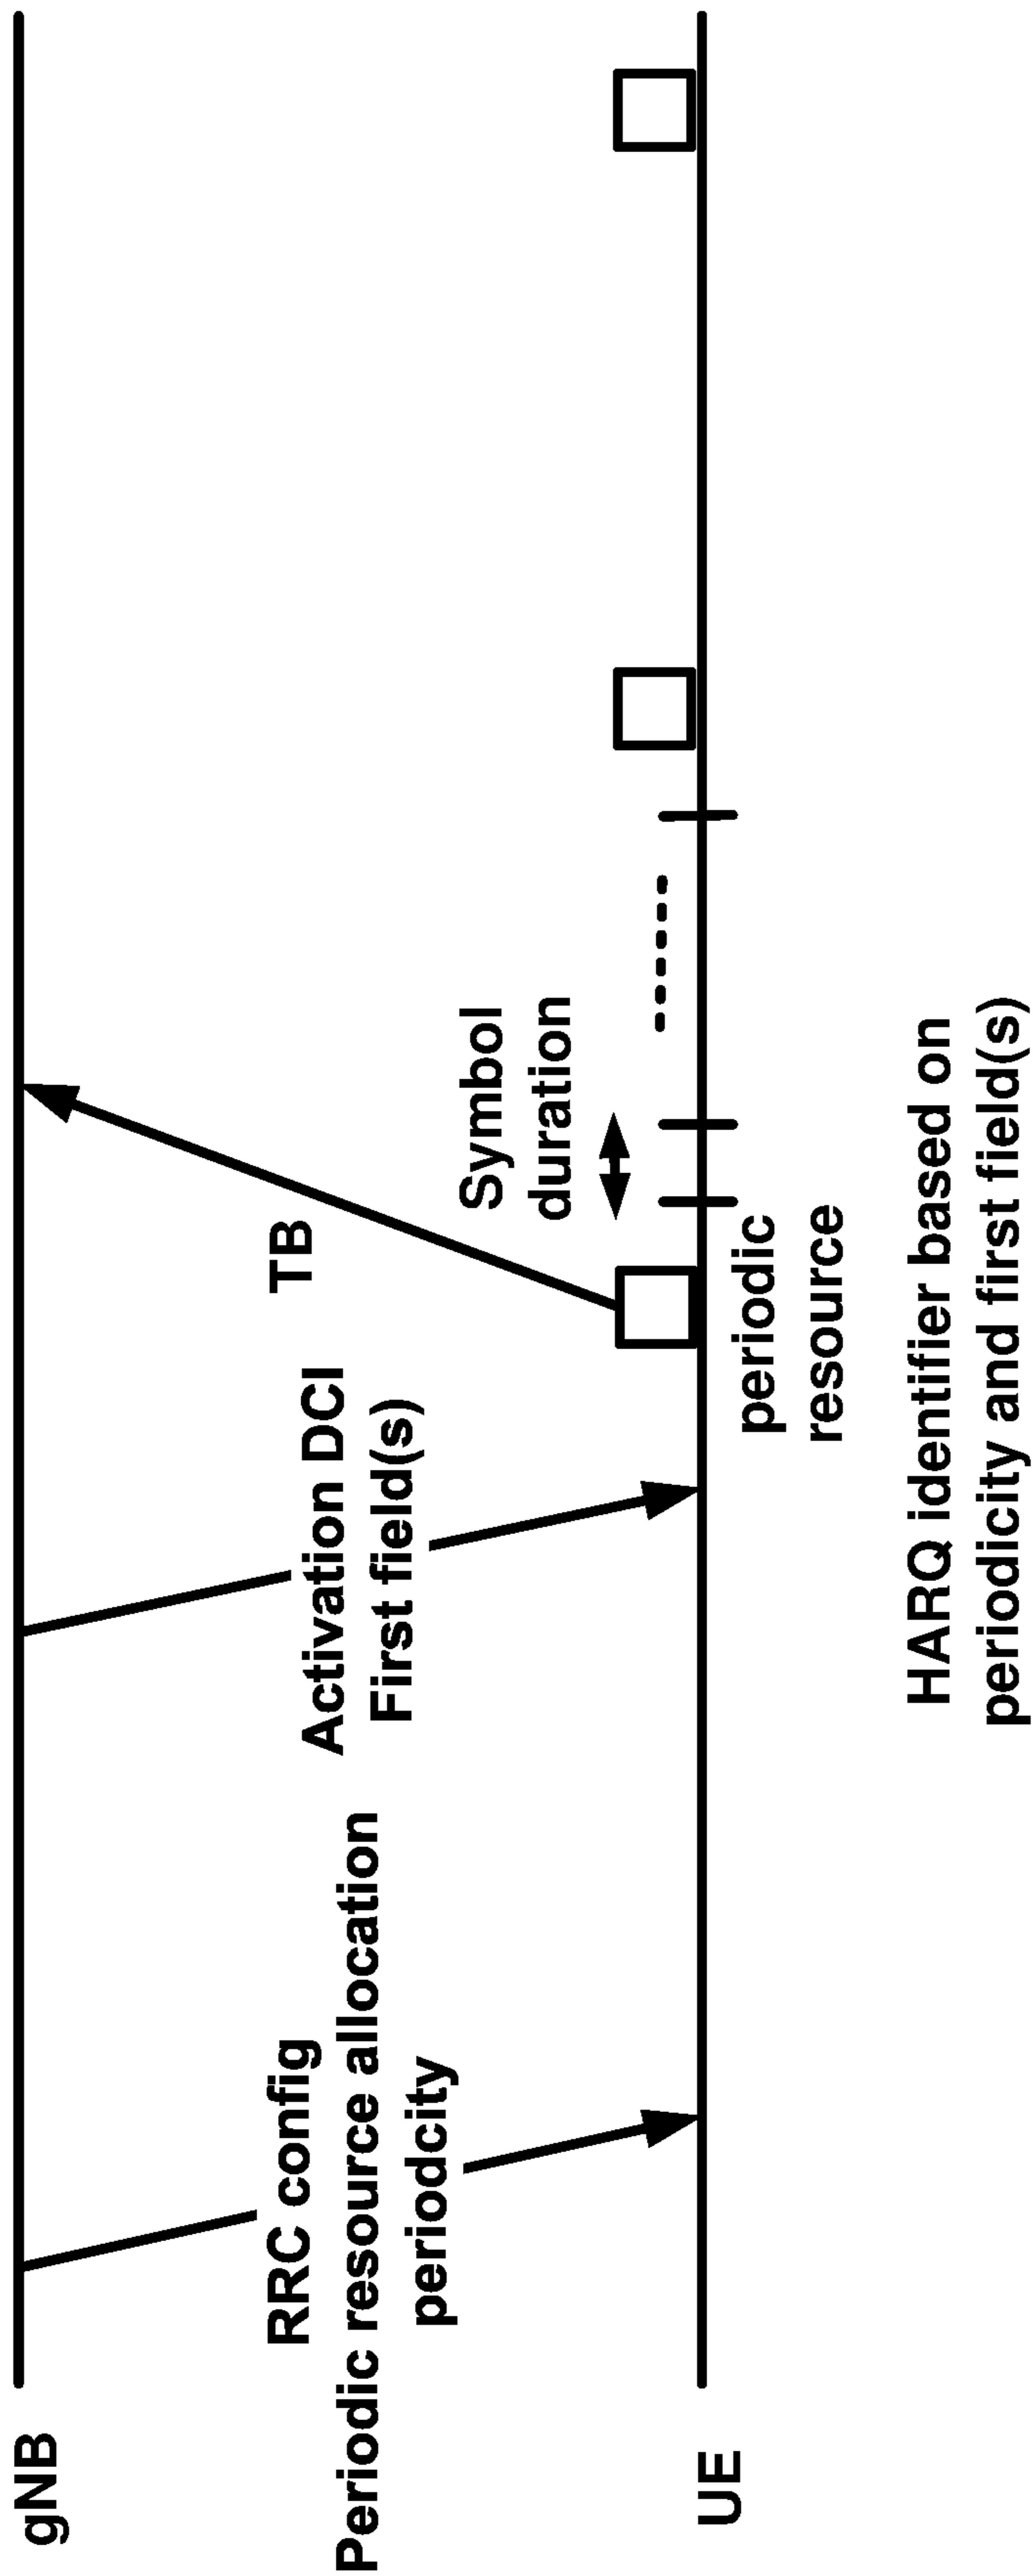 gNB
RRC config
Periodic resource allocation
periodcity
Activation DCI
First field(s)
TB
Symbol
duration
UE
periodic
resource
HARQ identifier based on
periodicity and first field(s)